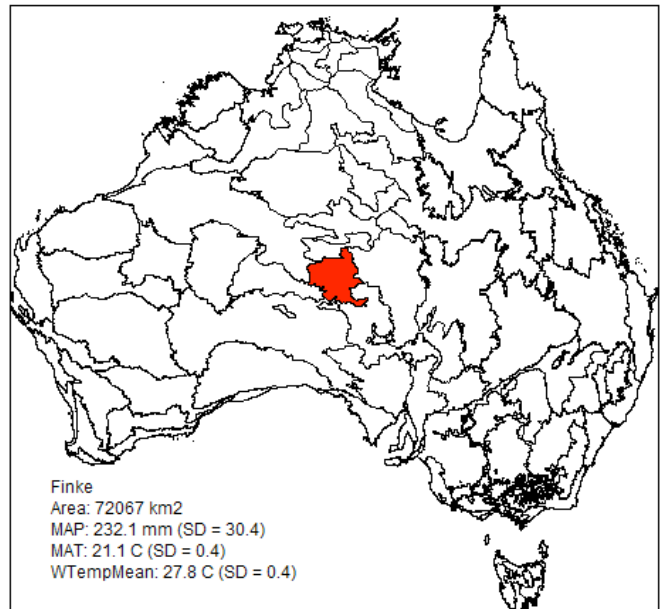 Finke
Area: 72067 km2
MAP: 232.1 mm (SD = 30.4)
MAT: 21.1 C (SD = 0.4)
WTempMean: 27.8 C (SD = 0.4)